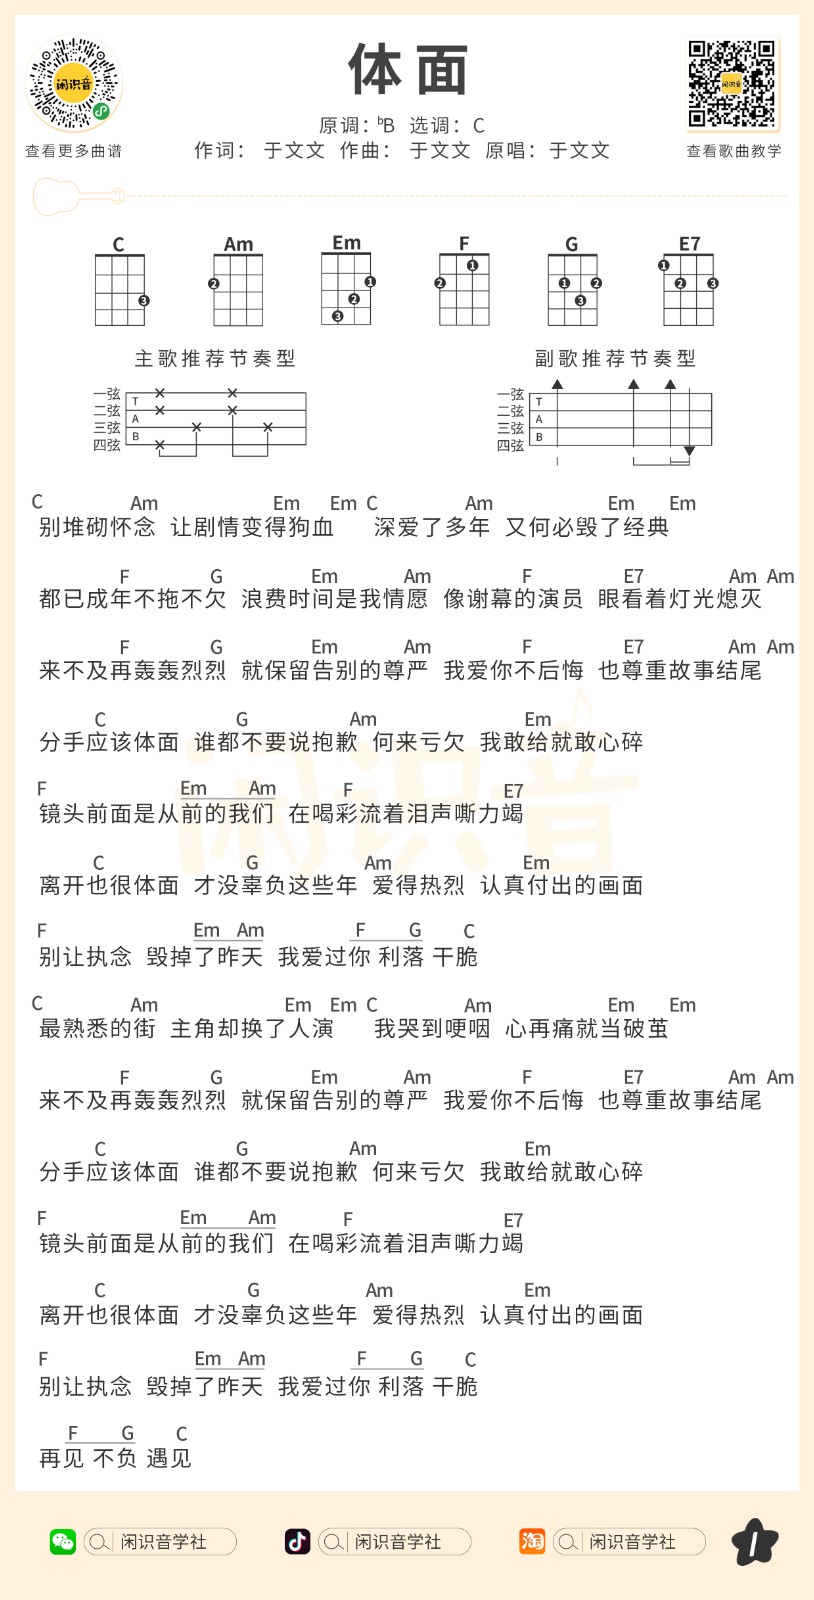 体面
闲识音
闲识音
原调：ᵇB 选调：C
查看更多曲谱
作词： 于文文 作曲： 于文文 原唱：于文文
查看歌曲教学
C Am Em F G E7
3
2
1 2 3
1 2
1 2 3
1 2 3
主歌推荐节奏型 副歌推荐节奏型
一弦 一弦
二弦 T 二弦 T
三弦 A 三弦 A
四弦 B 四弦 B
C Am Em Em C Am Em Em
别堆砌怀念 让剧情变得狗血 深爱了多年 又何必毁了经典
F G Em Am F E7 Am Am
都已成年不拖不欠 浪费时间是我情愿 像谢幕的演员 眼看着灯光熄灭
F G Em Am F E7 Am Am
来不及再轰轰烈烈 就保留告别的尊严 我爱你不后悔 也尊重故事结尾
C G Am Em
分手应该体面 谁都不要说抱歉 何来亏欠 我敢给就敢心碎
F Em Am F E7
镜头前面是从前的我们 在喝彩流着泪声嘶力竭
闲识音
C G Am Em
离开也很体面 才没辜负这些年 爱得热烈 认真付出的画面
F Em Am F G C
别让执念 毁掉了昨天 我爱过你 利落 干脆
C Am Em Em C Am Em Em
最熟悉的街 主角却换了人演 我哭到哽咽 心再痛就当破茧
F G Em Am F E7 Am Am
来不及再轰轰烈烈 就保留告别的尊严 我爱你不后悔 也尊重故事结尾
C G Am Em
分手应该体面 谁都不要说抱歉 何来亏欠 我敢给就敢心碎
F Em Am F E7
镜头前面是从前的我们 在喝彩流着泪声嘶力竭
C G Am Em
离开也很体面 才没辜负这些年 爱得热烈 认真付出的画面
F Em Am F G C
别让执念 毁掉了昨天 我爱过你 利落 干脆
F G C
再见 不负 遇见
闲识音学社 闲识音学社 淘 闲识音学社 1